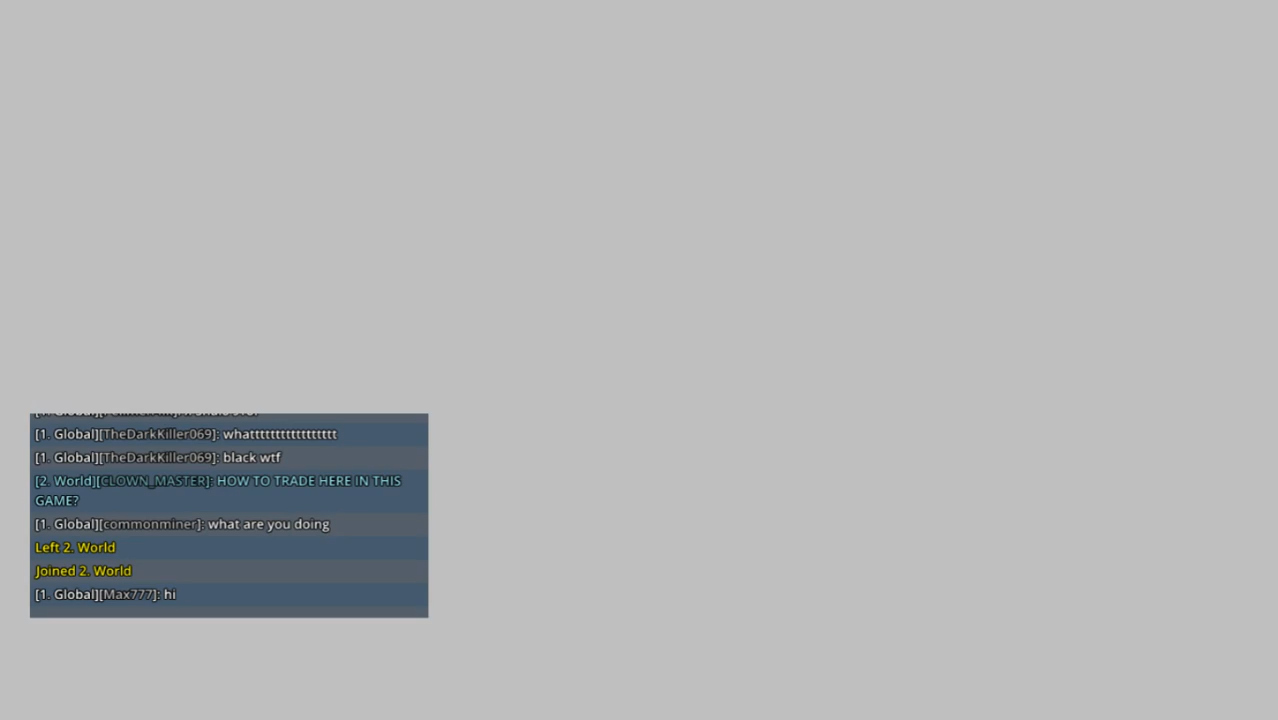 [1. Global][TheDarkKiller069]: whatttttttttttttttttt
[1. Global][TheDarkKiller069]: black wtf
[2. World][CLOWN_MASTER]: HOW TO TRADE HERE IN THIS
GAME?
[1. Global][commonminer]: what are you doing
Left 2. World
Joined 2. World
[1. Global][Max777]: hi